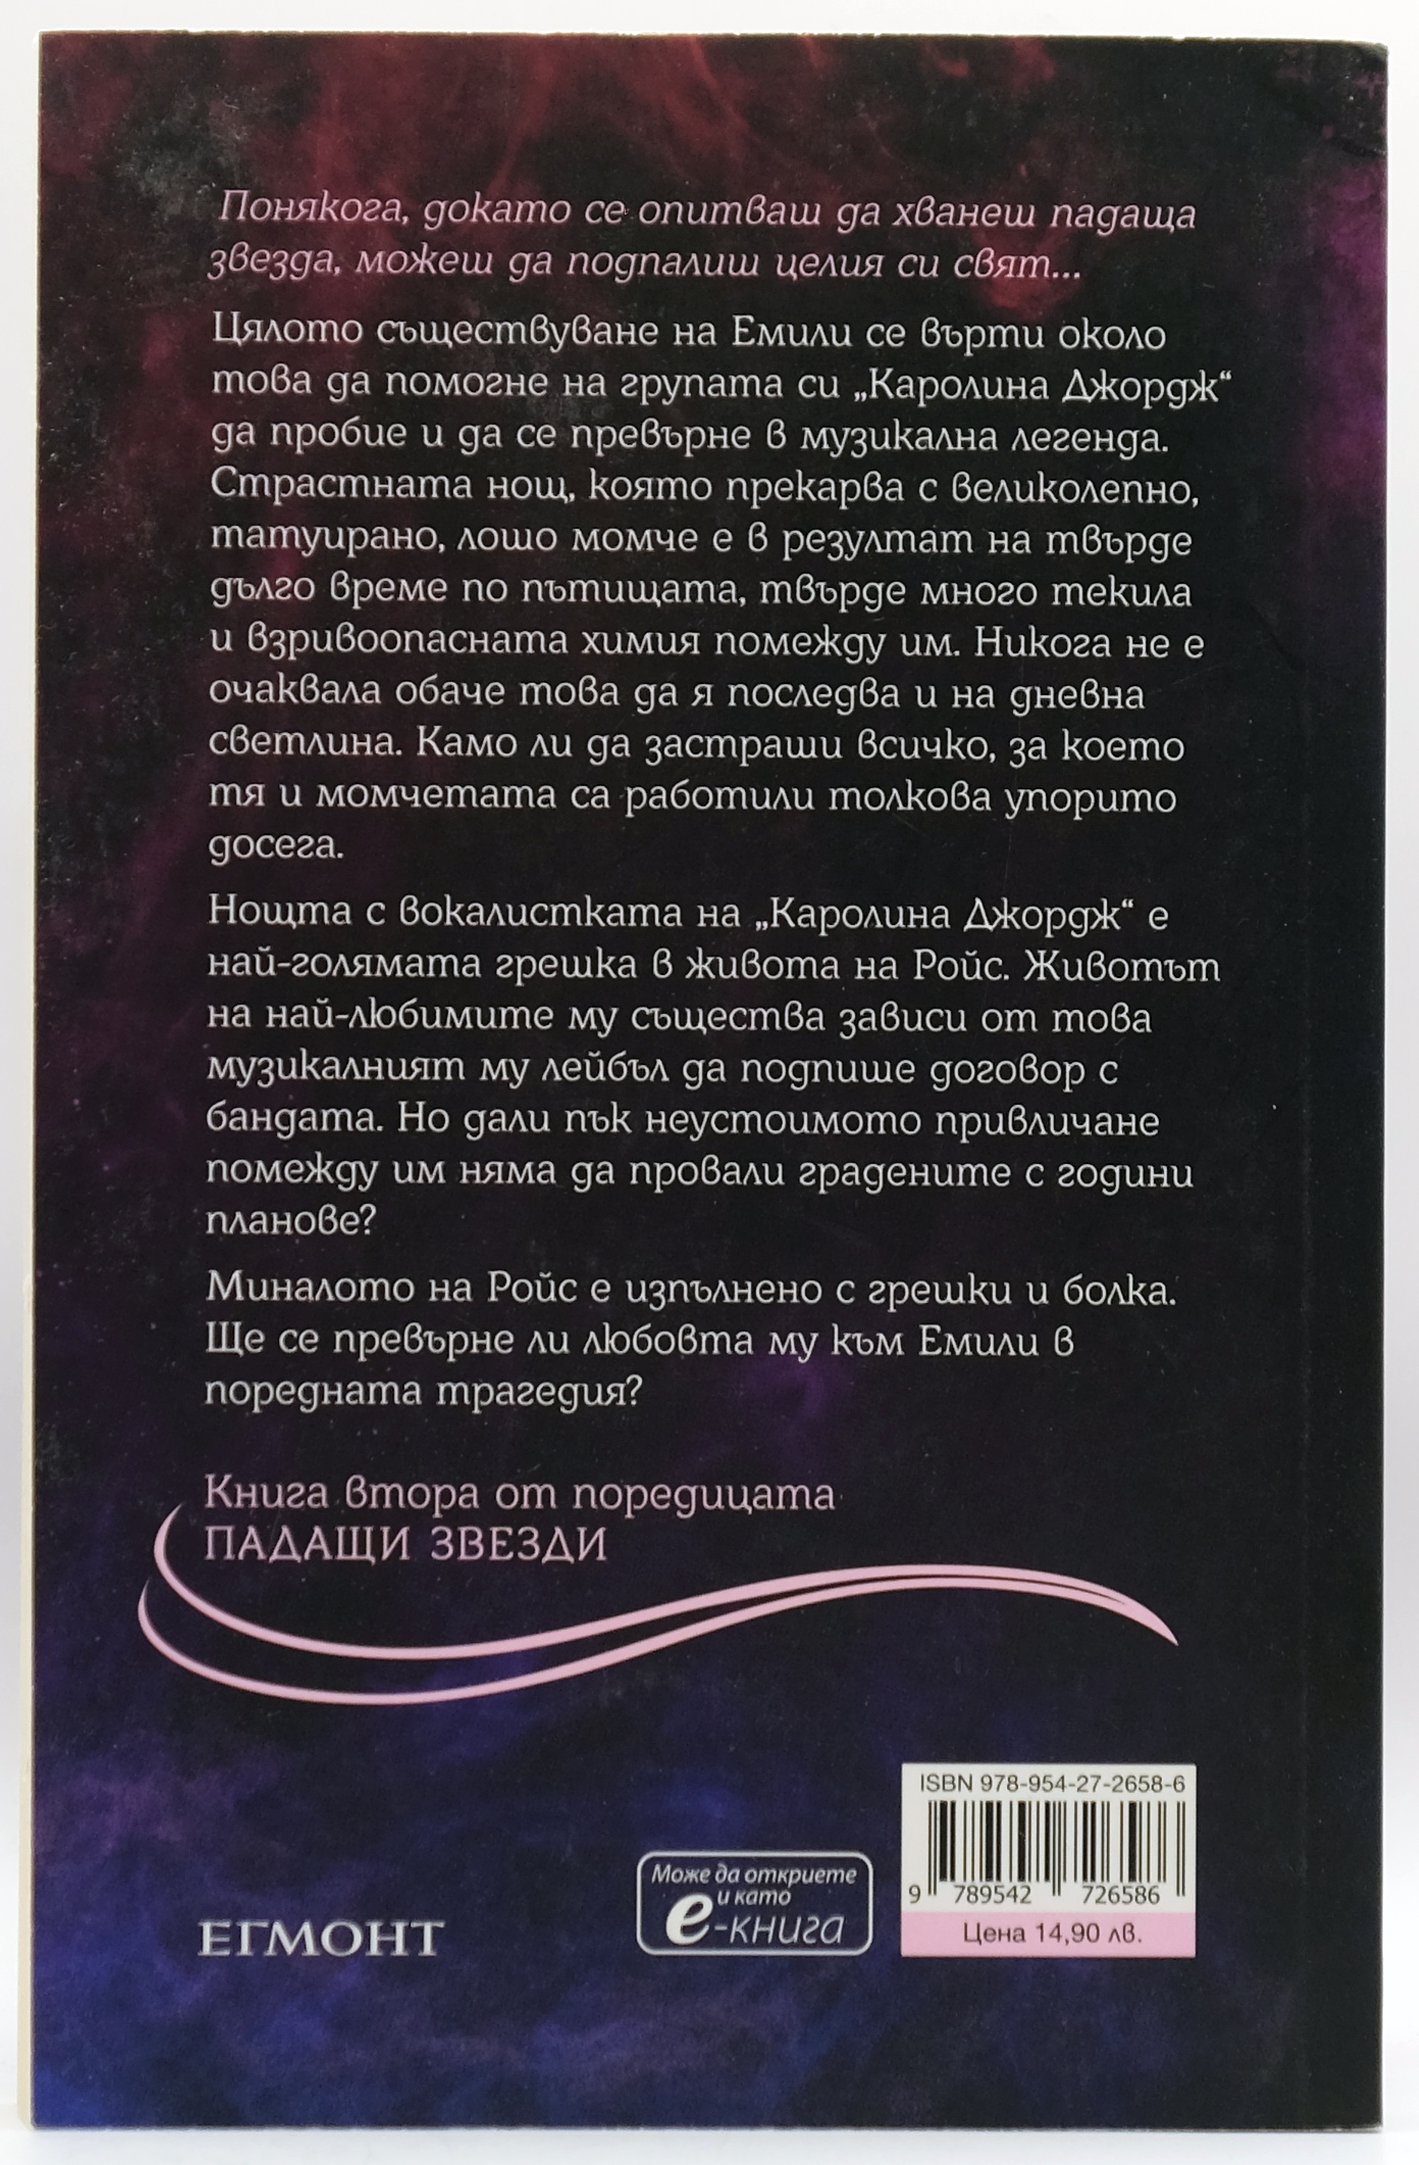 Понякога, докато се опитваш да хванеш падаща
звезда, можеш да подпалиш целия си свят...
Цялото съществуване на Емили се върти около
това да помогне на групата си „Каролина Джордж“
да пробие и да се превърне в музикална легенда.
Страстната нощ, която прекарва с великолепно,
татуирано, лошо момче е в резултат на твърде
дълго време по пътищата, твърде много текила
и взривоопасната химия помежду им. Никога не е
очаквала обаче това да я последва и на дневна
светлина. Камо ли да застраши всичко, за което
тя и момчетата са работили толкова упорито
досега.
Нощта с вокалистката на „Каролина Джордж“ е
най-голямата грешка в живота на Ройс. Животът
на най-любимите му същества зависи от това
музикалният му лейбъл да подпише договор с
бандата. Но дали пък неустоимото привличане
помежду им няма да провали градените с години
планове?
Миналото на Ройс е изпълнено с грешки и болка.
Ще се превърне ли любовта му към Емили в
поредната трагедия?
Книга втора от поредицата
ПАДАЩИ ЗВЕЗДИ
ISBN 978-954-27-2658-6
9 789542 726586
Цена 14,90 лв.
Може да откриете
и като
е-книга
ЕГМОНТ